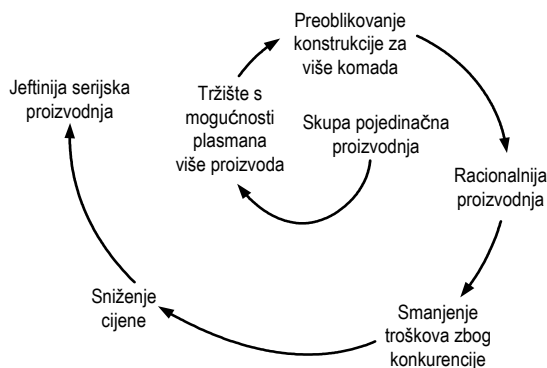 Preoblikovanje
konstrukcije za
više komada
Jeftinija serijska
proizvodnja
Tržište s
mogućnosti
plasmana
više proizvoda
Skupa pojedinačna
proizvodnja
Racionalnija
proizvodnja
Sniženje
cijene
Smanjenje
troškova zbog
konkurencije